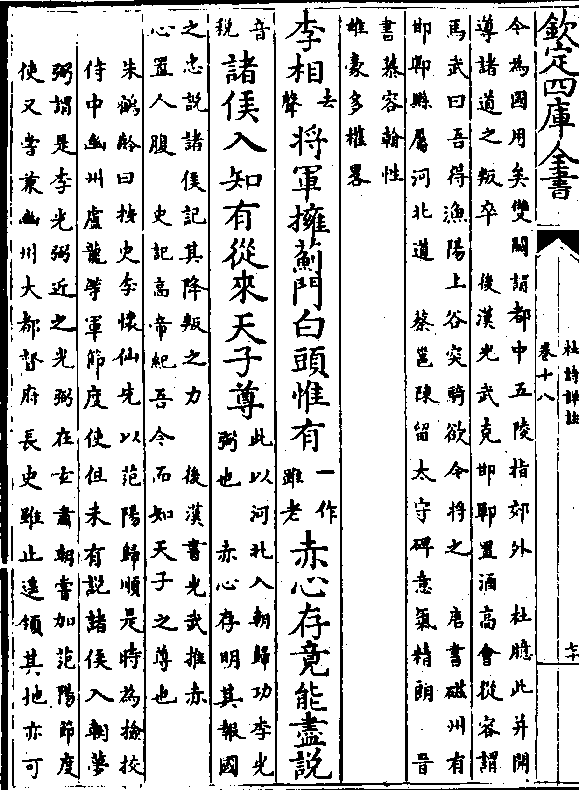 欽定四庫全書
杜詩詳註
卷十八
令為國用矣雙闕謂都中五陵指郊外　杜臆此并開
導諸道之叛卒　後漢光武克邯鄲置酒高會從容謂
馬武曰吾得漁陽上谷突騎欲令將之　唐書磁州有
邯鄲縣屬河北道　蔡邕陳留太守碑意氣精朗　晉
書慕容翰性
雄豪多權畧
李相去聲將軍擁薊門白頭惟有一作雖老赤心存竟能盡說
音稅諸侯入知有從來天子尊此以河北入朝歸功李光弼也　赤心存明其報國
之忠說諸侯記其降叛之力　後漢書光武推赤
心置人腹　史記高帝紀吾今而知天子之尊也
朱鶴齡曰按史李懷仙先以范陽歸順是時為檢校
侍中幽州盧龍等軍節度使但未有說諸侯入朝夢
弼謂是李光弼近之光弼在玄肅朝嘗加范陽節度
使又嘗兼幽州大都督府長史雖止遥領其地亦可